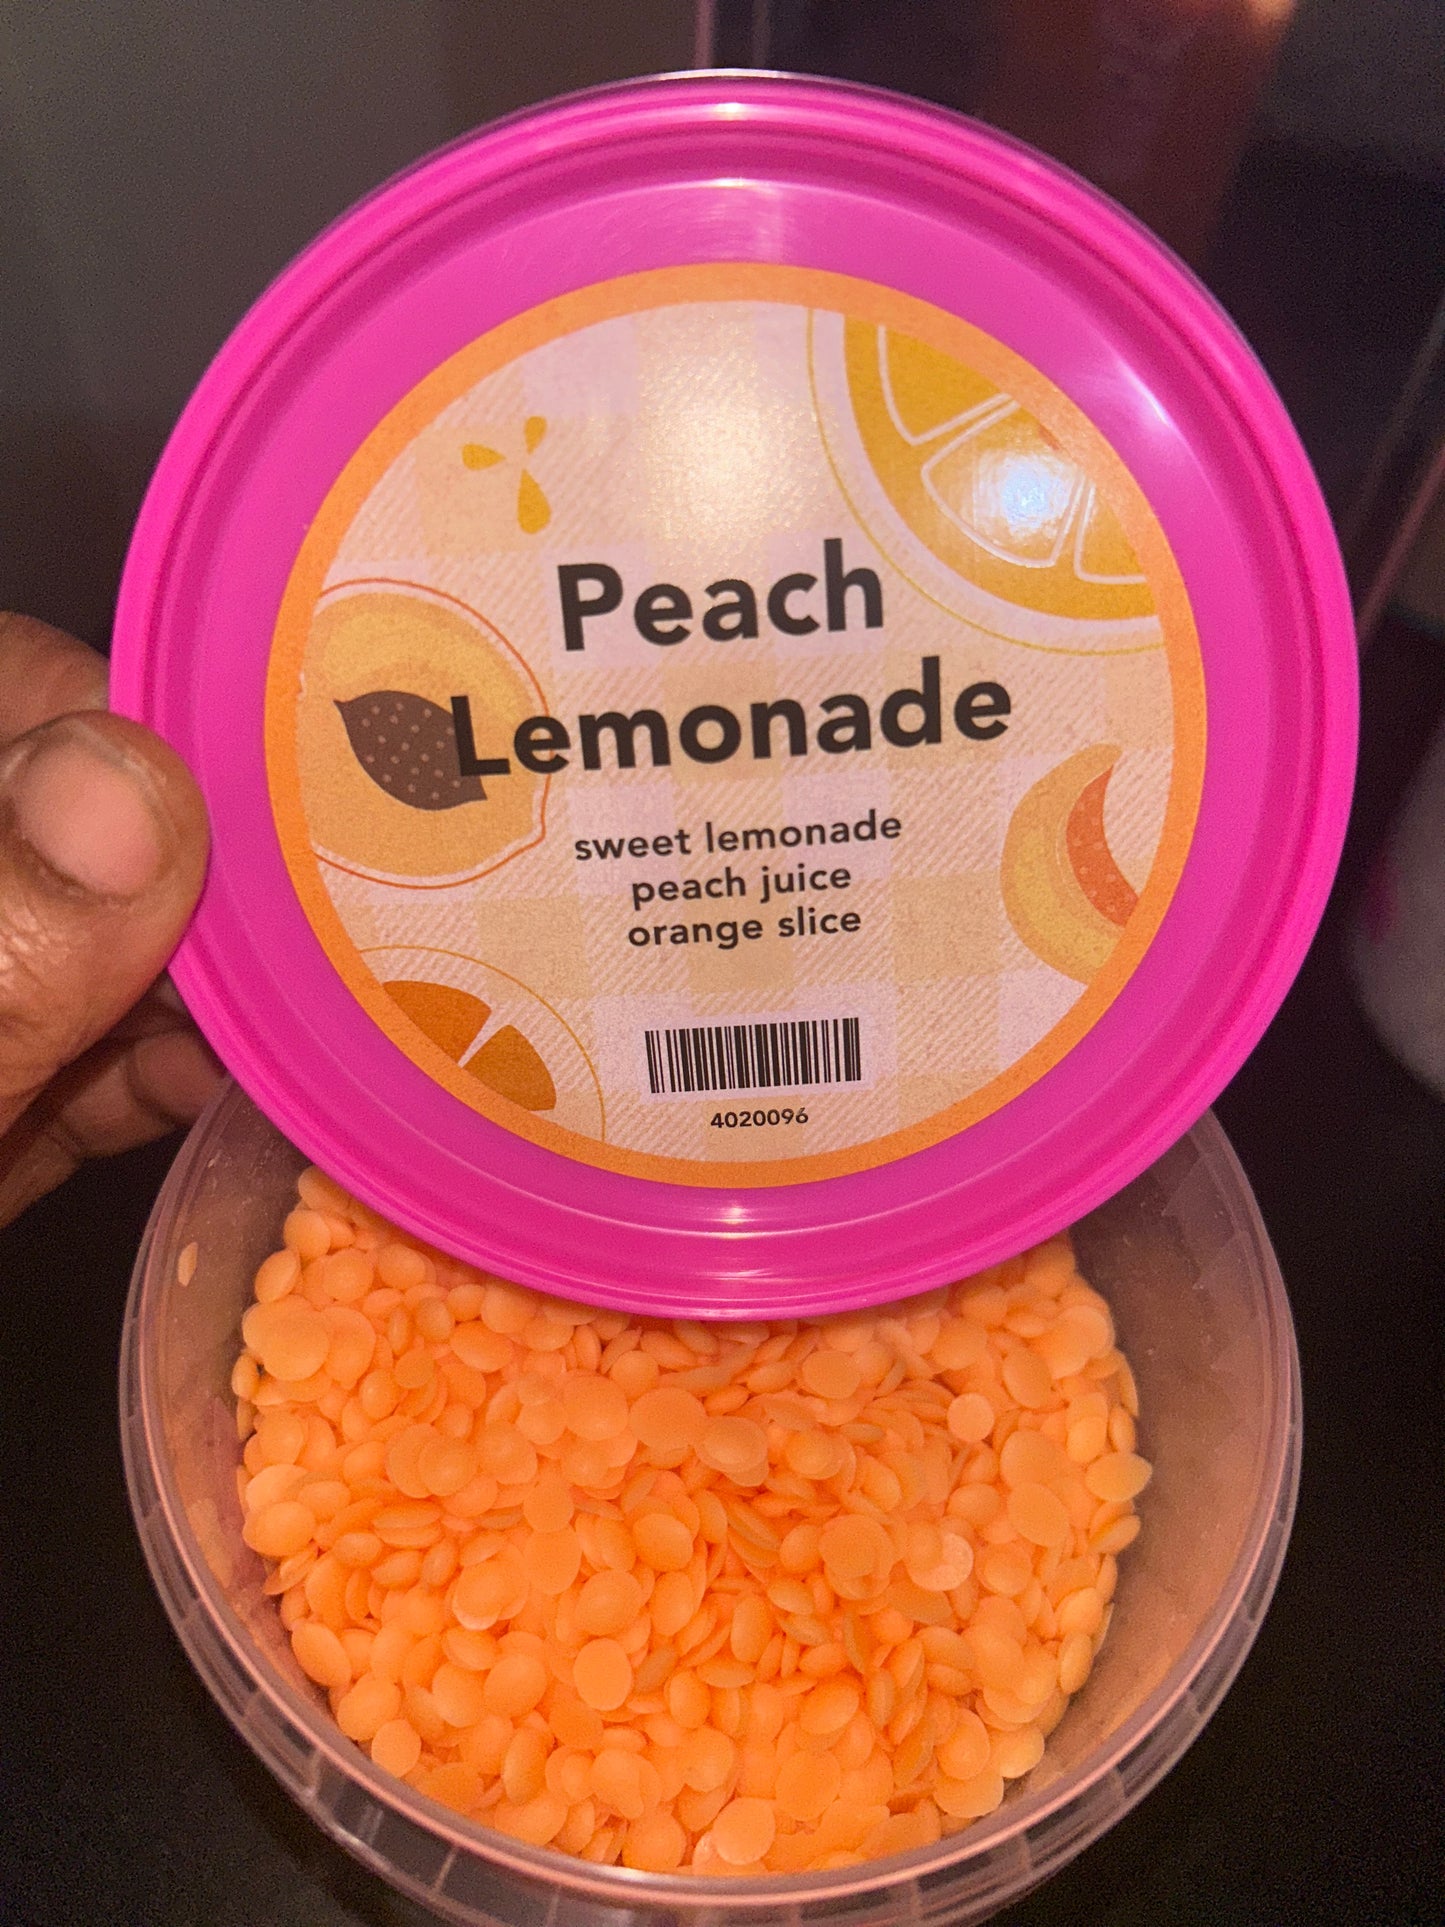 Peach
Lemonade
sweet lemonade
peach juice
orange slice
4020096